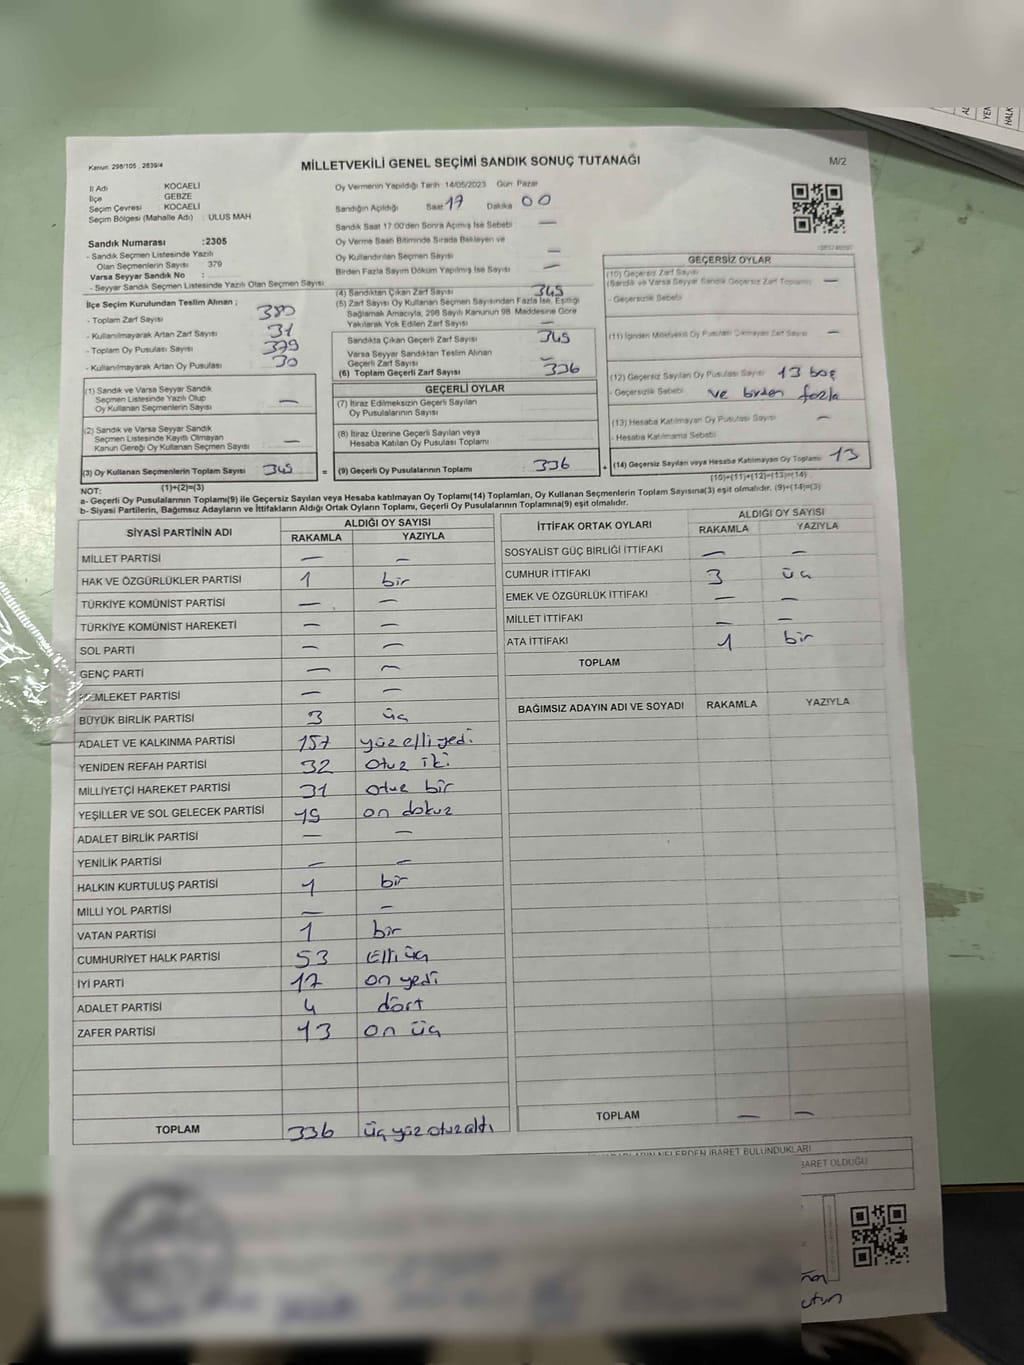 Kanun: 298/105, 2839/4
MİLLETVEKİLİ GENEL SEÇİMİ SANDIK SONUÇ TUTANAĞI
M/2
İl Adı KOCAELİ
İlçe GEBZE
Seçim Çevresi KOCAELİ
Seçim Bölgesi (Mahalle Adı) : ULUS MAH
Sandık Numarası :2305
- Sandık Seçmen Listesinde Yazılı
Olan Seçmenlerin Sayısı 379
Varsa Seyyar Sandık No :
- Seyyar Sandık Seçmen Listesinde Yazılı Olan Seçmen Sayısı
İlçe Seçim Kurulundan Teslim Alınan ;
- Toplam Zarf Sayısı 380
- Kullanılmayarak Artan Zarf Sayısı 31
- Toplam Oy Pusulası Sayısı 379
- Kullanılmayarak Artan Oy Pusulası 30
(1) Sandık ve Varsa Seyyar Sandık
Seçmen Listesinde Yazılı Olup
Oy Kullanan Seçmenlerin Sayısı —
(2) Sandık ve Varsa Seyyar Sandık
Seçmen Listesinde Kayıtlı Olmayan
Kanun Gereği Oy Kullanan Seçmen Sayısı —
(3) Oy Kullanan Seçmenlerin Toplam Sayısı 349 =
(1)+(2)=(3)
Oy Vermenin Yapıldığı Tarih 14/05/2023 Gün Pazar
Sandığın Açıldığı Saat 17 Dakika 00
Sandık Saat 17.00'den Sonra Açılmış İse Sebebi —
Oy Verme Saati Bitiminde Sırada Bekleyen ve
Oy Kullandırılan Seçmen Sayısı —
Birden Fazla Sayım Döküm Yapılmış İse Sayısı —
(4) Sandıktan Çıkan Zarf Sayısı 349
(5) Zarf Sayısı Oy Kullanan Seçmen Sayısından Fazla İse, Eşitliği
Sağlamak Amacıyla, 298 Sayılı Kanunun 98. Maddesine Göre
Yakılarak Yok Edilen Zarf Sayısı —
Sandıkta Çıkan Geçerli Zarf Sayısı 349
Varsa Seyyar Sandıktan Teslim Alınan
Geçerli Zarf Sayısı —
(6) Toplam Geçerli Zarf Sayısı 336
GEÇERLİ OYLAR
(7) İtiraz Edilmeksizin Geçerli Sayılan
Oy Pusulalarının Sayısı
(8) İtiraz Üzerine Geçerli Sayılan veya
Hesaba Katılan Oy Pusulası Toplamı
(9) Geçerli Oy Pusulalarının Toplamı 336 +
GEÇERSİZ OYLAR
(10) Geçersiz Zarf Sayısı
(Sandık ve Varsa Seyyar Sandık Geçersiz Zarf Toplamı) —
- Geçersizlik Sebebi
(11) İçinden Milletvekili Oy Pusulası Çıkmayan Zarf Sayısı —
(12) Geçersiz Sayılan Oy Pusulası Sayısı 13 boş
- Geçersizlik Sebebi ve birden fazla
(13) Hesaba Katılmayan Oy Pusulası Sayısı —
- Hesaba Katılmama Sebebi
(14) Geçersiz Sayılan veya Hesaba Katılmayan Oy Toplamı 13
(10)+(11)+(12)+(13)=(14)
NOT:
a- Geçerli Oy Pusulalarının Toplamı(9) ile Geçersiz Sayılan veya Hesaba katılmayan Oy Toplamı(14) Toplamları, Oy Kullanan Seçmenlerin Toplam Sayısına(3) eşit olmalıdır. (9)+(14)=(3)
b- Siyasi Partilerin, Bağımsız Adayların ve İttifakların Aldığı Ortak Oyların Toplamı, Geçerli Oy Pusulalarının Toplamına(9) eşit olmalıdır.
SİYASİ PARTİNİN ADI ALDIĞI OY SAYISI
RAKAMLA YAZIYLA
MİLLET PARTİSİ — —
HAK VE ÖZGÜRLÜKLER PARTİSİ 1 bir
TÜRKİYE KOMÜNİST PARTİSİ — —
TÜRKİYE KOMÜNİST HAREKETİ — —
SOL PARTİ — —
GENÇ PARTİ — —
MEMLEKET PARTİSİ — —
BÜYÜK BİRLİK PARTİSİ 3 üç
ADALET VE KALKINMA PARTİSİ 157 yüz elli yedi
YENİDEN REFAH PARTİSİ 32 otuz iki
MİLLİYETÇİ HAREKET PARTİSİ 31 otuz bir
YEŞİLLER VE SOL GELECEK PARTİSİ 19 on dokuz
ADALET BİRLİK PARTİSİ — —
YENİLİK PARTİSİ — —
HALKIN KURTULUŞ PARTİSİ 1 bir
MİLLİ YOL PARTİSİ — —
VATAN PARTİSİ 1 bir
CUMHURİYET HALK PARTİSİ 53 Elli üç
İYİ PARTİ 17 on yedi
ADALET PARTİSİ 4 dört
ZAFER PARTİSİ 13 on üç
TOPLAM 336 üç yüz otuz altı
İTTİFAK ORTAK OYLARI ALDIĞI OY SAYISI
RAKAMLA YAZIYLA
SOSYALİST GÜÇ BİRLİĞİ İTTİFAKI — —
CUMHUR İTTİFAKI 3 üç
EMEK VE ÖZGÜRLÜK İTTİFAKI — —
MİLLET İTTİFAKI — —
ATA İTTİFAKI 1 bir
TOPLAM
BAĞIMSIZ ADAYIN ADI VE SOYADI RAKAMLA YAZIYLA
TOPLAM — —
NELERDEN İBARET BULUNDUKLARI
İBARET OLDUĞU